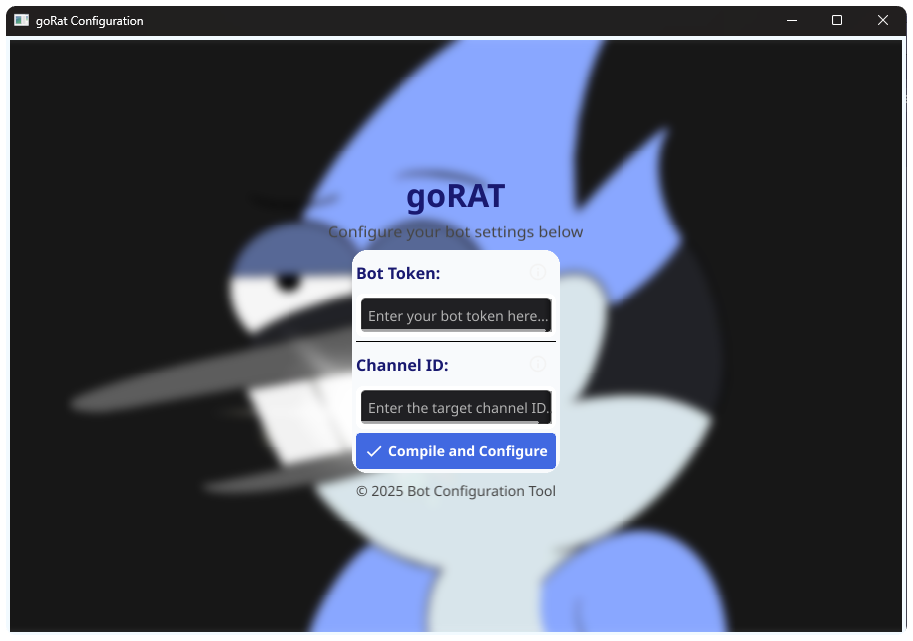 goRat Configuration
goRAT
Configure your bot settings below
Bot Token:
Enter your bot token here...
Channel ID:
Enter the target channel ID.
Compile and Configure
© 2025 Bot Configuration Tool